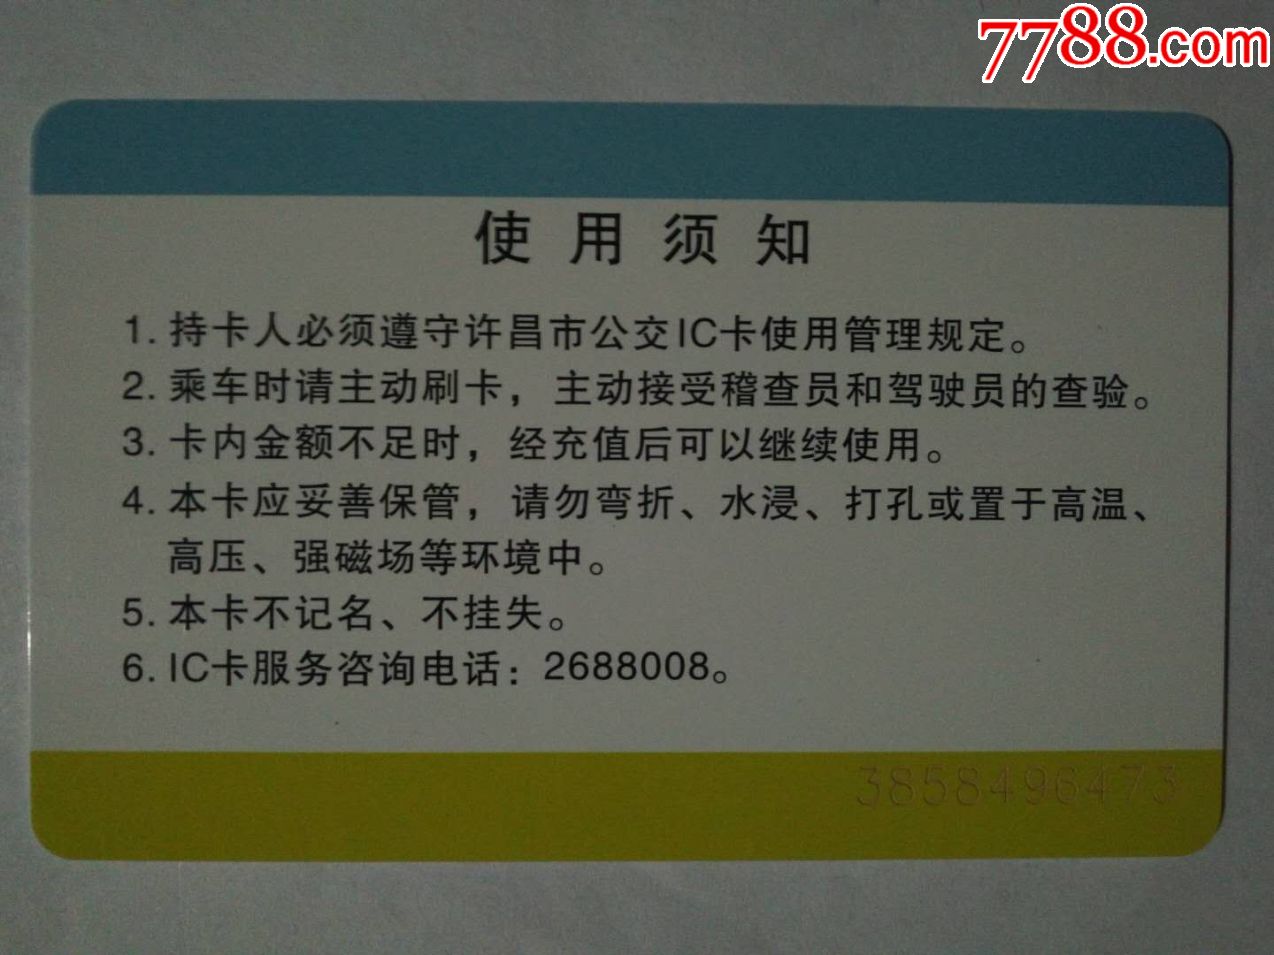 7788.com
使用须知
1. 持卡人必须遵守许昌市公交IC卡使用管理规定。
2. 乘车时请主动刷卡，主动接受稽查员和驾驶员的查验。
3. 卡内金额不足时，经充值后可以继续使用。
4. 本卡应妥善保管，请勿弯折、水浸、打孔或置于高温、
高压、强磁场等环境中。
5. 本卡不记名、不挂失。
6. IC卡服务咨询电话：2688008。
3858496473